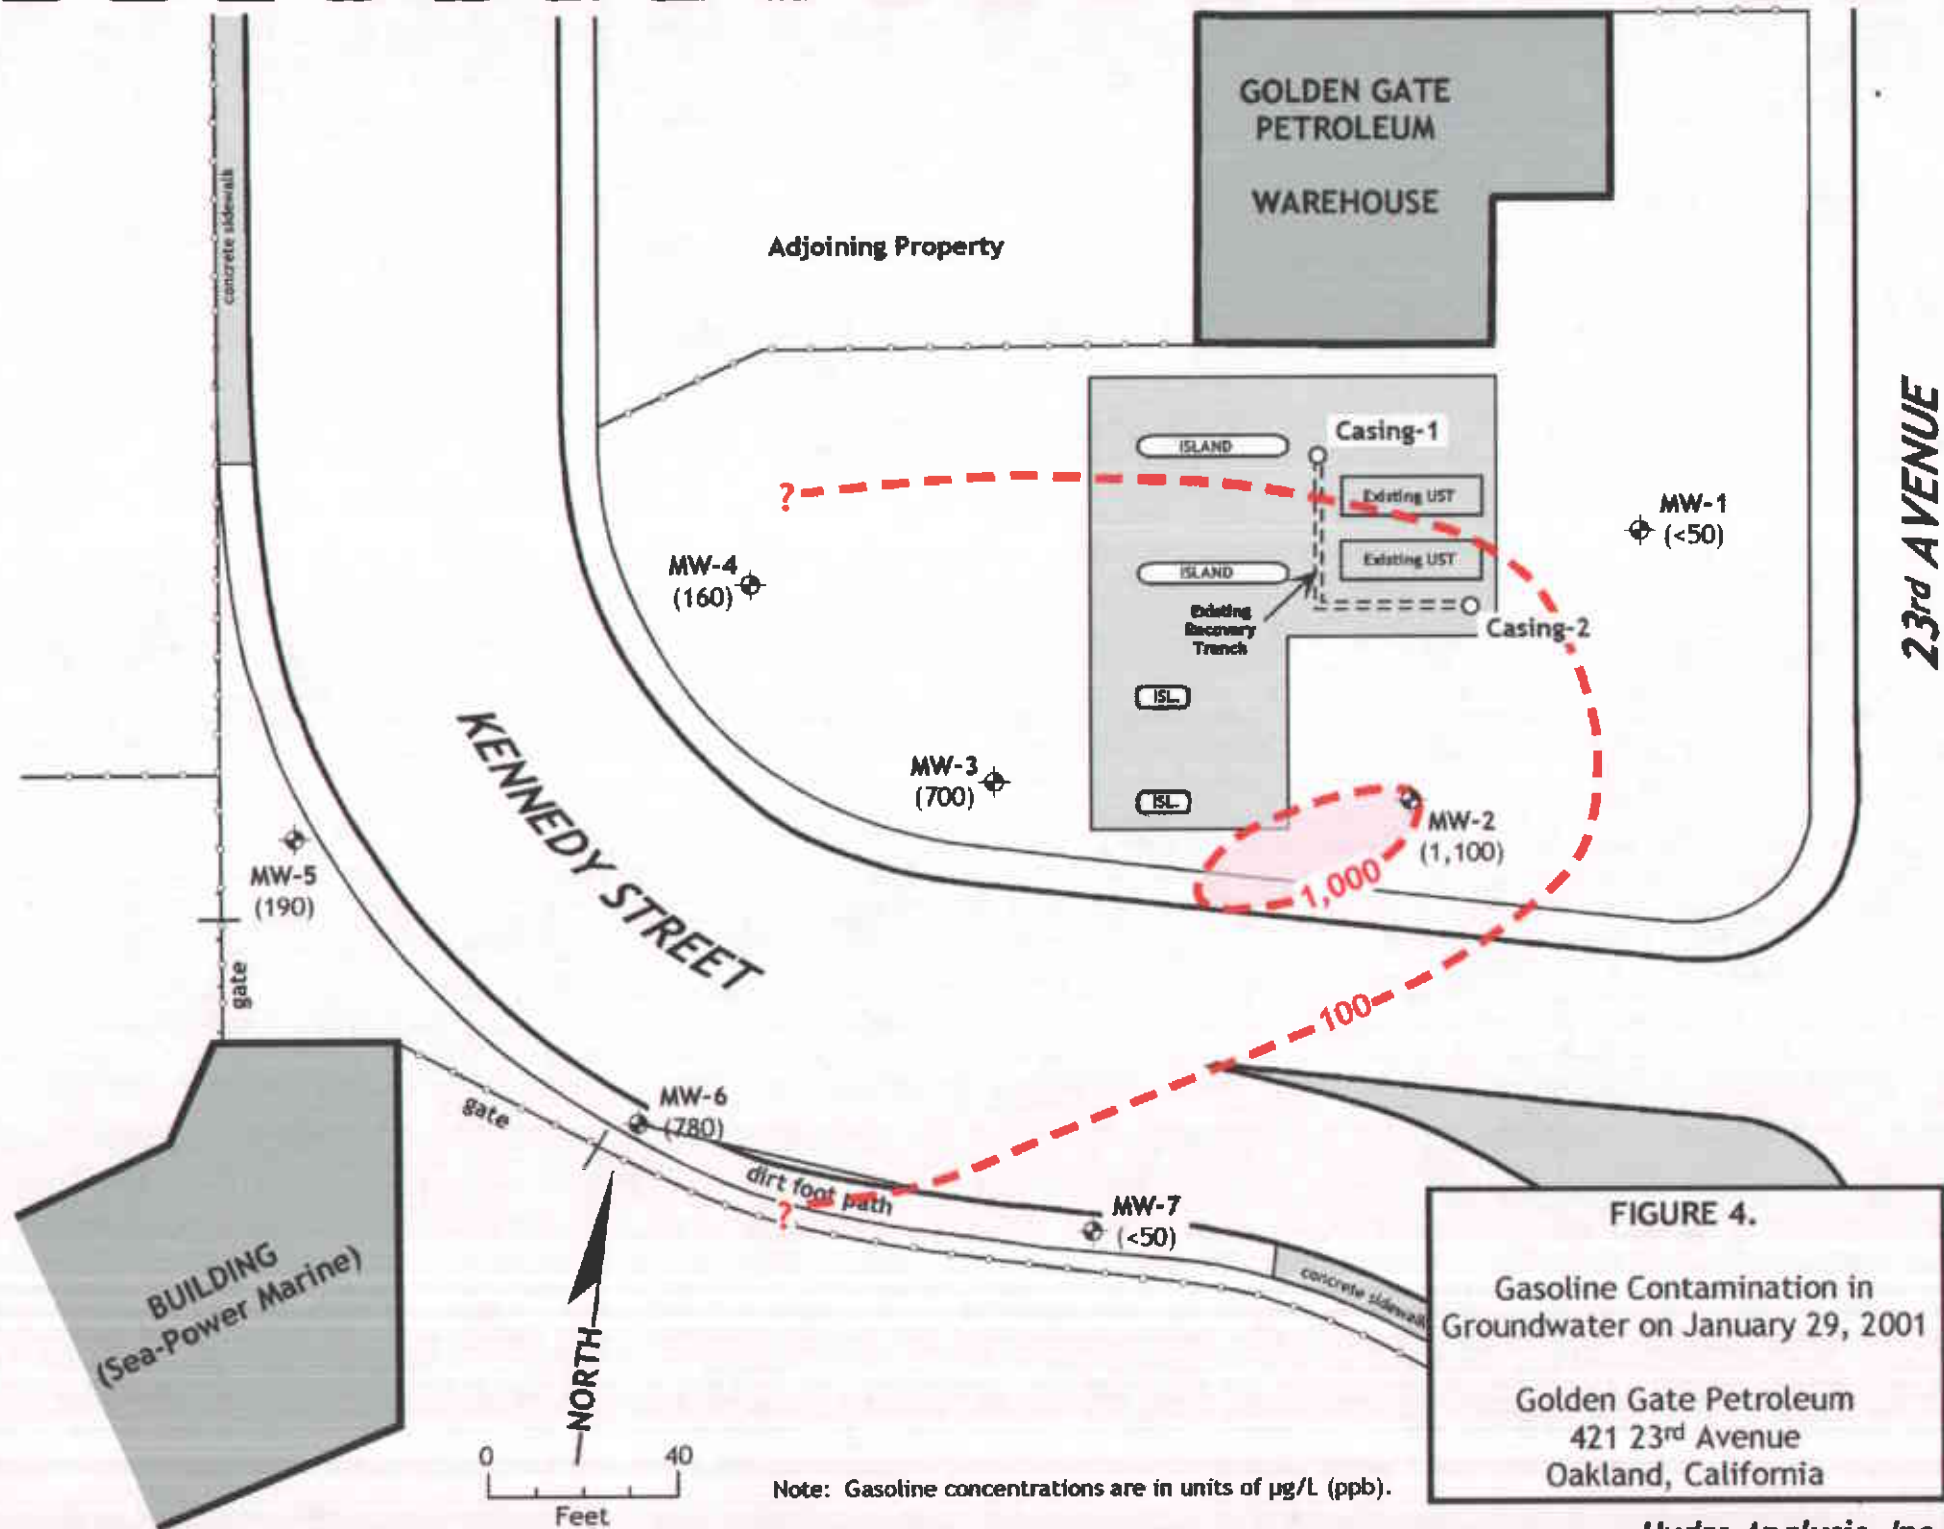 GOLDEN GATE
PETROLEUM
WAREHOUSE
concrete sidewalk
Adjoining Property
23rd AVENUE
Casing-1
ISLAND
Existing UST
?
MW-1
(<50)
MW-4
(160)
ISLAND
Existing UST
Existing
Recovery
Trench
Casing-2
ISL.
KENNEDY STREET
MW-3
(700)
ISL.
MW-2
(1,100)
MW-5
(190)
1,000
gate
100
MW-6
(780)
gate
dirt foot path
?
MW-7
(<50)
BUILDING
(Sea-Power Marine)
concrete sidewalk
NORTH
FIGURE 4.
Gasoline Contamination in
Groundwater on January 29, 2001
Golden Gate Petroleum
421 23rd Avenue
Oakland, California
0 40
Feet
Note: Gasoline concentrations are in units of µg/L (ppb).